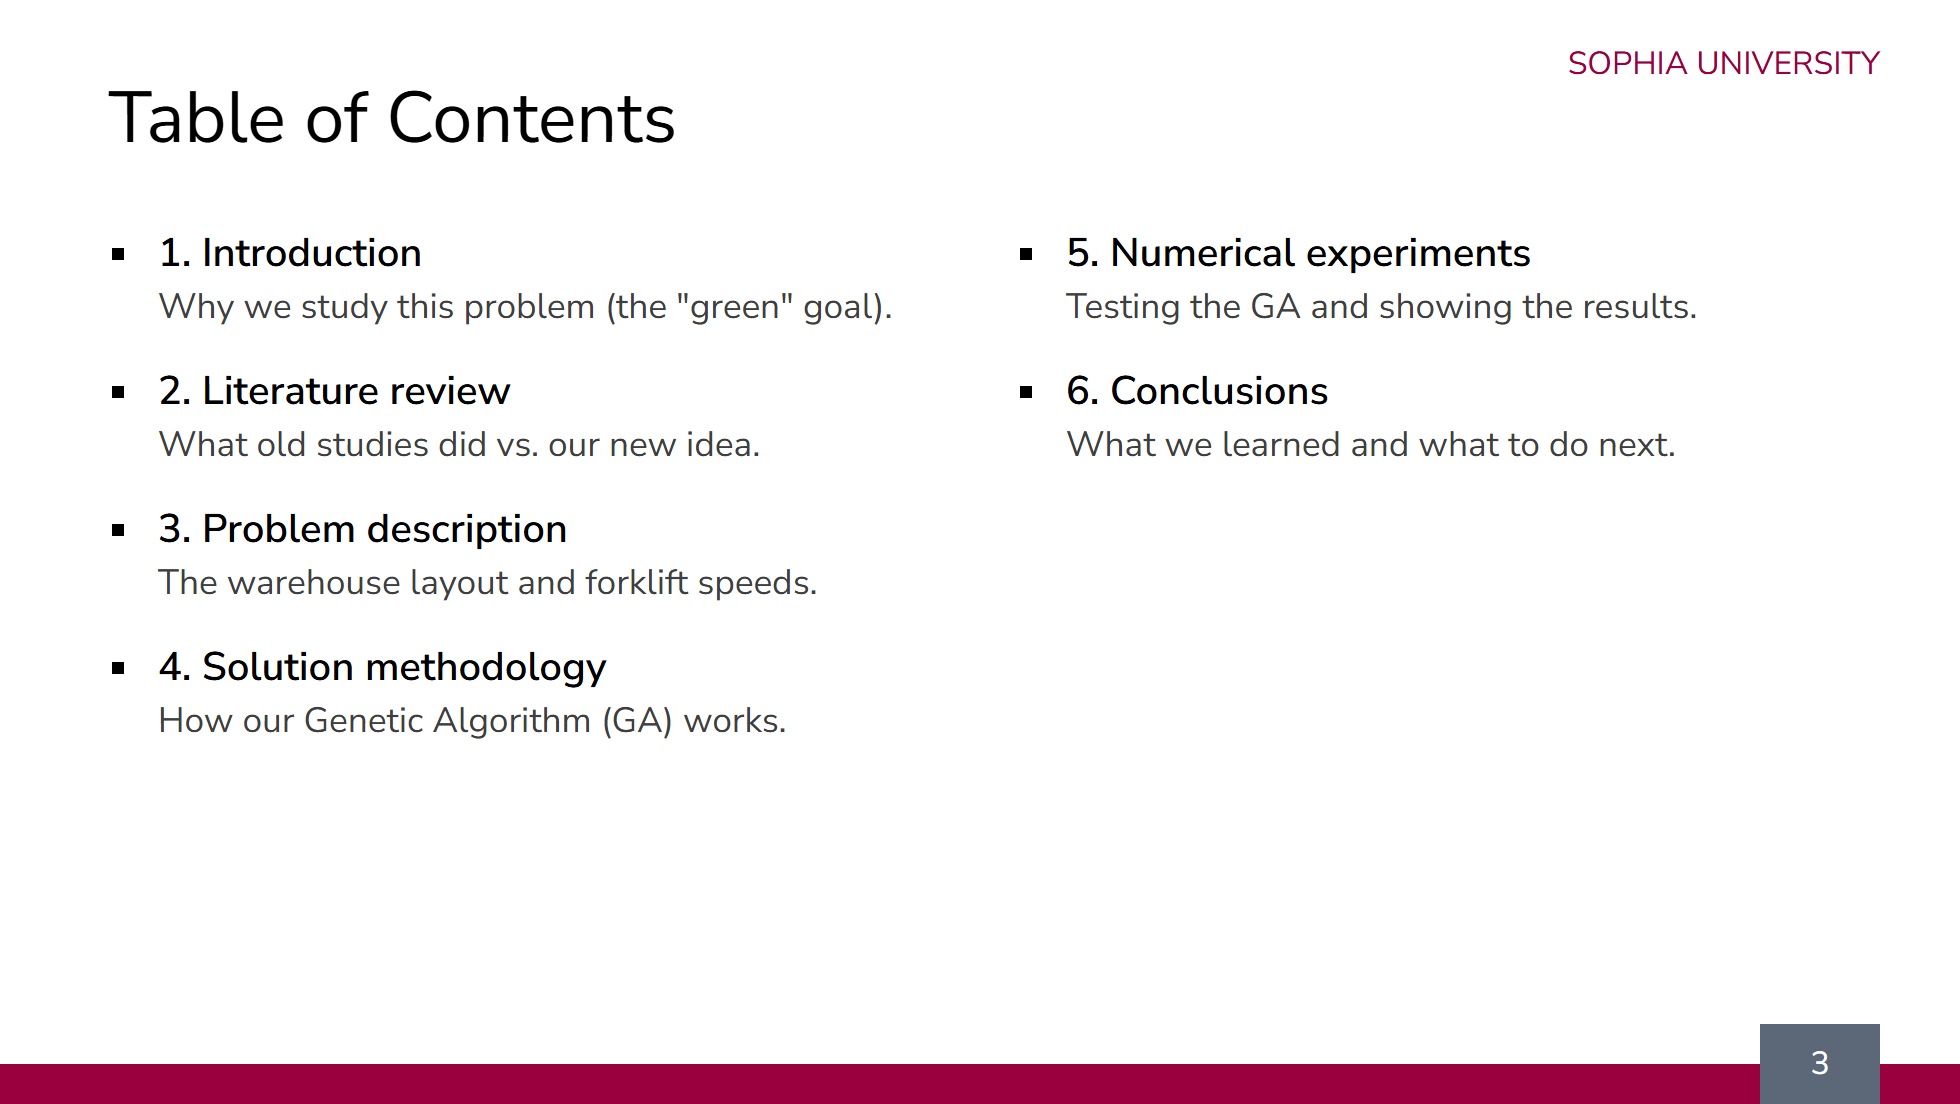 SOPHIA UNIVERSITY
Table of Contents
1. Introduction
Why we study this problem (the "green" goal).
2. Literature review
What old studies did vs. our new idea.
3. Problem description
The warehouse layout and forklift speeds.
4. Solution methodology
How our Genetic Algorithm (GA) works.
5. Numerical experiments
Testing the GA and showing the results.
6. Conclusions
What we learned and what to do next.
3